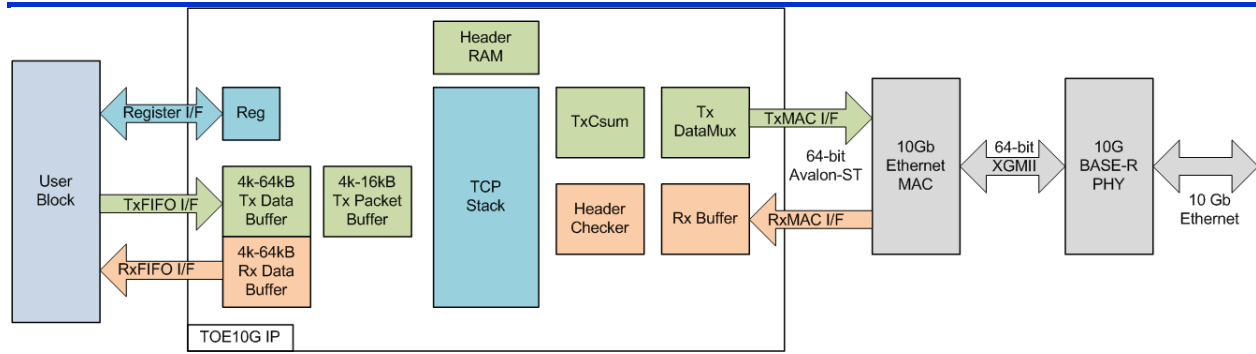 Header
RAM
User
Block
Register I/F
Reg
TxFIFO I/F
4k-64kB
Tx Data
Buffer
4k-16kB
Tx Packet
Buffer
RxFIFO I/F
4k-64kB
Rx Data
Buffer
TCP
Stack
TxCsum
Tx
DataMux
Header
Checker
Rx Buffer
TxMAC I/F
64-bit
Avalon-ST
RxMAC I/F
10Gb
Ethernet
MAC
64-bit
XGMII
10G
BASE-R
PHY
10 Gb
Ethernet
TOE10G IP